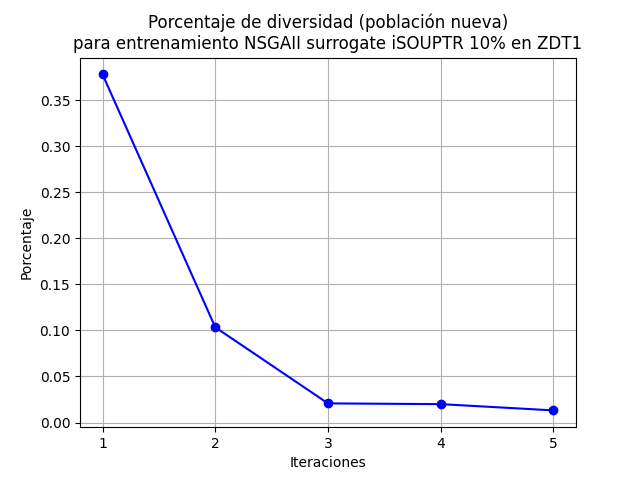 Porcentaje de diversidad (población nueva)
para entrenamiento NSGAII surrogate iSOUPTR 10% en ZDT1
0.35
0.30
0.25
0.20
0.15
0.10
0.05
0.00
Porcentaje
1 2 3 4 5
Iteraciones